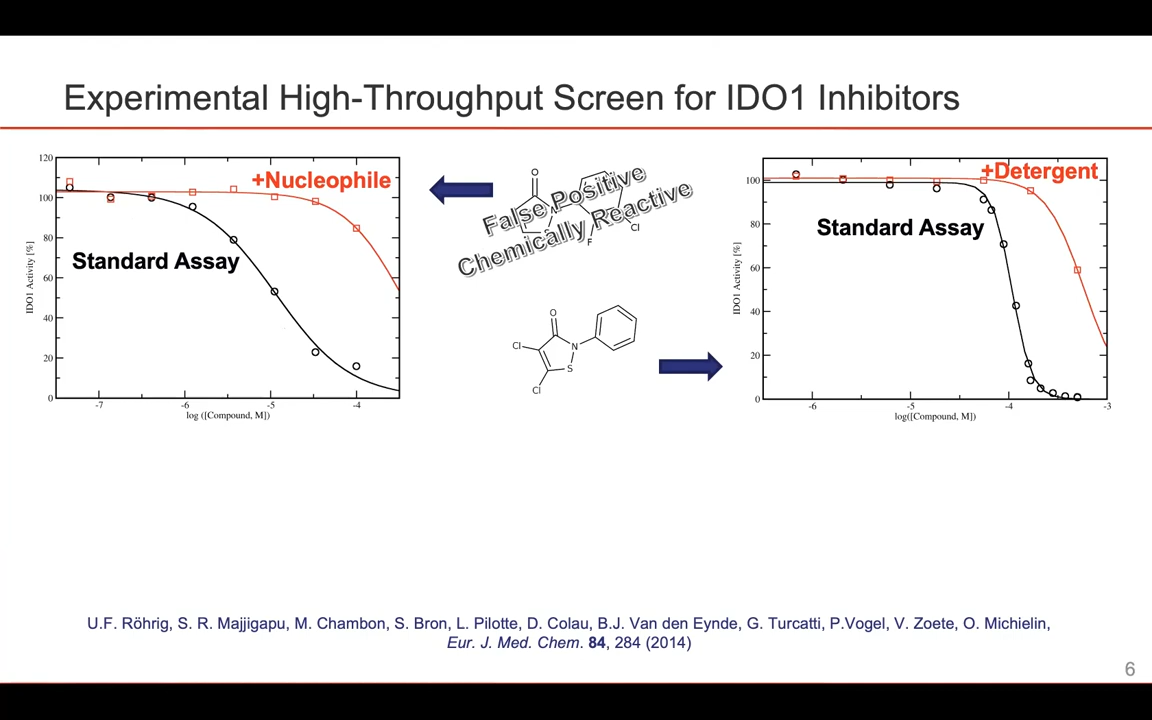 Experimental High-Throughput Screen for IDO1 Inhibitors
120
100
80
60
40
20
0
IDO1 Activity [%]
+Nucleophile
Standard Assay
-7
-6
-5
-4
log ([Compound, M])
O
F
Cl
False Positive
Chemically Reactive
O
Cl
N
S
Cl
100
80
60
40
20
0
IDO1 Activity [%]
+Detergent
Standard Assay
-6
-5
-4
-3
log([Compound, M])
U.F. Röhrig, S. R. Majjigapu, M. Chambon, S. Bron, L. Pilotte, D. Colau, B.J. Van den Eynde, G. Turcatti, P.Vogel, V. Zoete, O. Michielin,
Eur. J. Med. Chem. 84, 284 (2014)
6